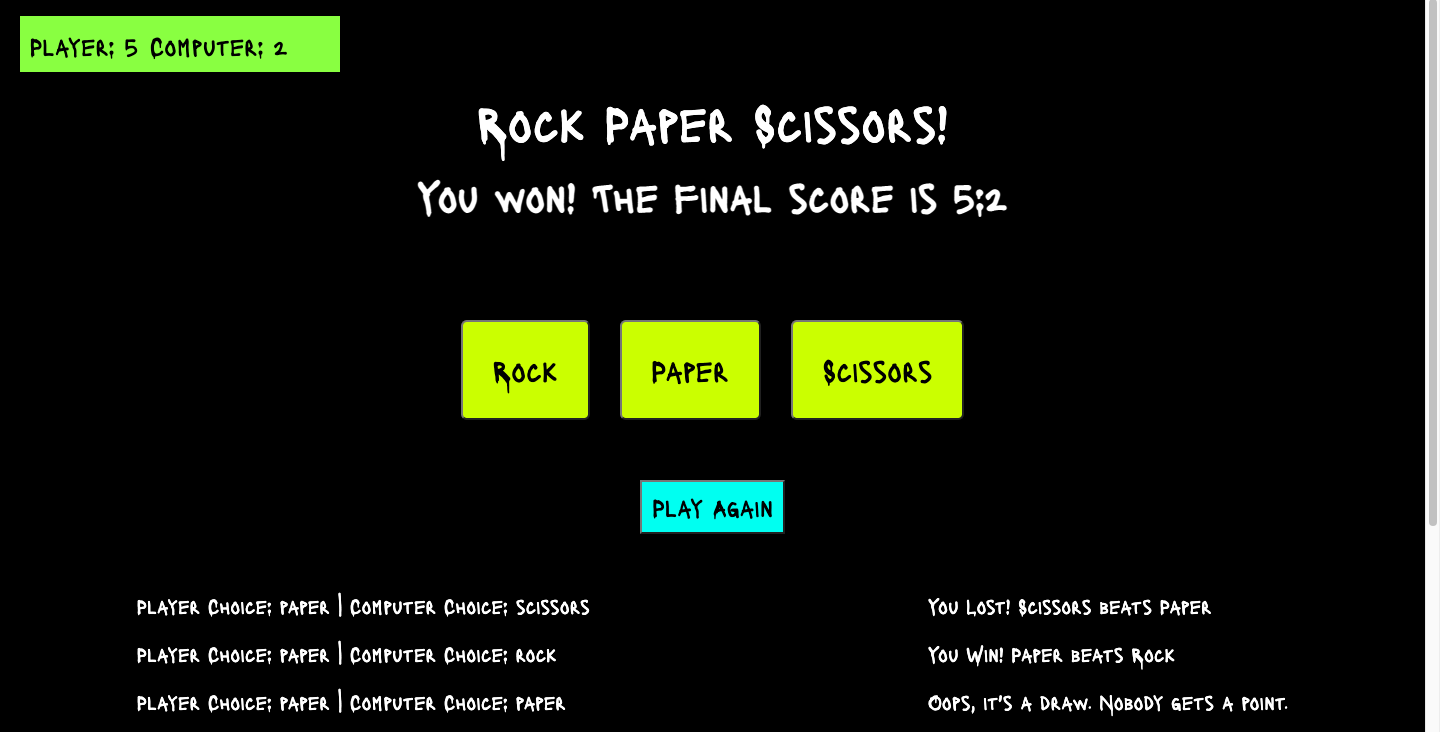 Player: 5 Computer: 2
Rock Paper Scissors!
You won! The Final Score is 5:2
Rock
Paper
Scissors
Play Again
Player Choice: paper | Computer Choice: scissors
You Lost! Scissors beats paper
Player Choice: paper | Computer Choice: rock
You Win! Paper beats Rock
Player Choice: paper | Computer Choice: paper
Oops, it's a draw. Nobody gets a point.